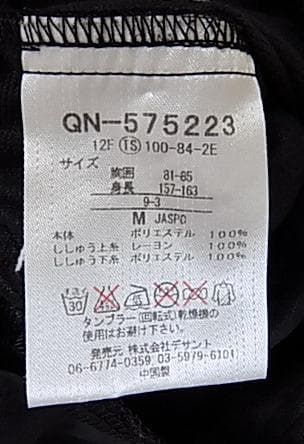 QN-575223
12F (TS) 100-84-2E
サイズ
胸囲 81-85
身長 157-163
9-3
M JASPO
本体 ポリエステル 100%
ししゅう上糸 レーヨン 100%
ししゅう下糸 ポリエステル 100%
30
タンブラー(回転式)乾燥機の
使用はお避け下さい。
発売元 株式会社デサント
06-6774-0359 03-5979-6101
中国製